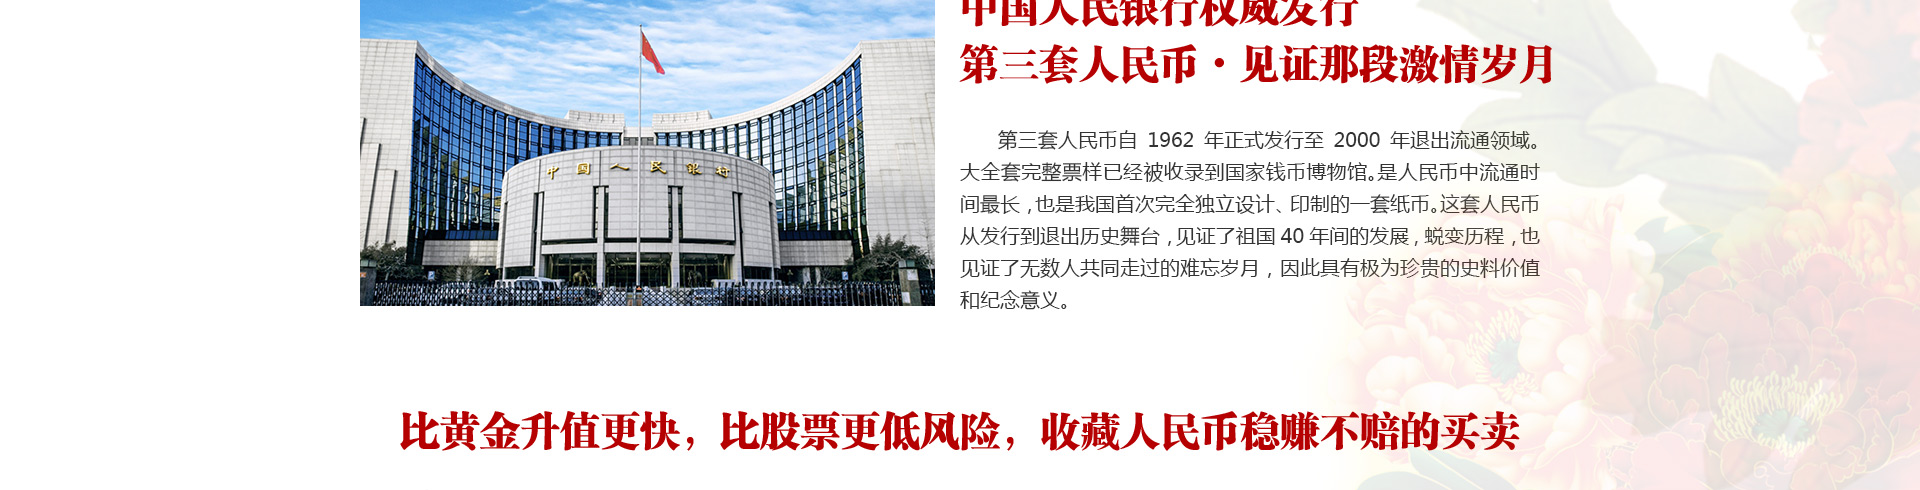 中国人民银行
中国人民银行权威发行
第三套人民币·见证那段激情岁月
第三套人民币自 1962 年正式发行至 2000 年退出流通领域。
大全套完整票样已经被收录到国家钱币博物馆。是人民币中流通时
间最长，也是我国首次完全独立设计、印制的一套纸币。这套人民币
从发行到退出历史舞台，见证了祖国 40 年间的发展，蜕变历程，也
见证了无数人共同走过的难忘岁月，因此具有极为珍贵的史料价值
和纪念意义。
比黄金升值更快，比股票更低风险，收藏人民币稳赚不赔的买卖